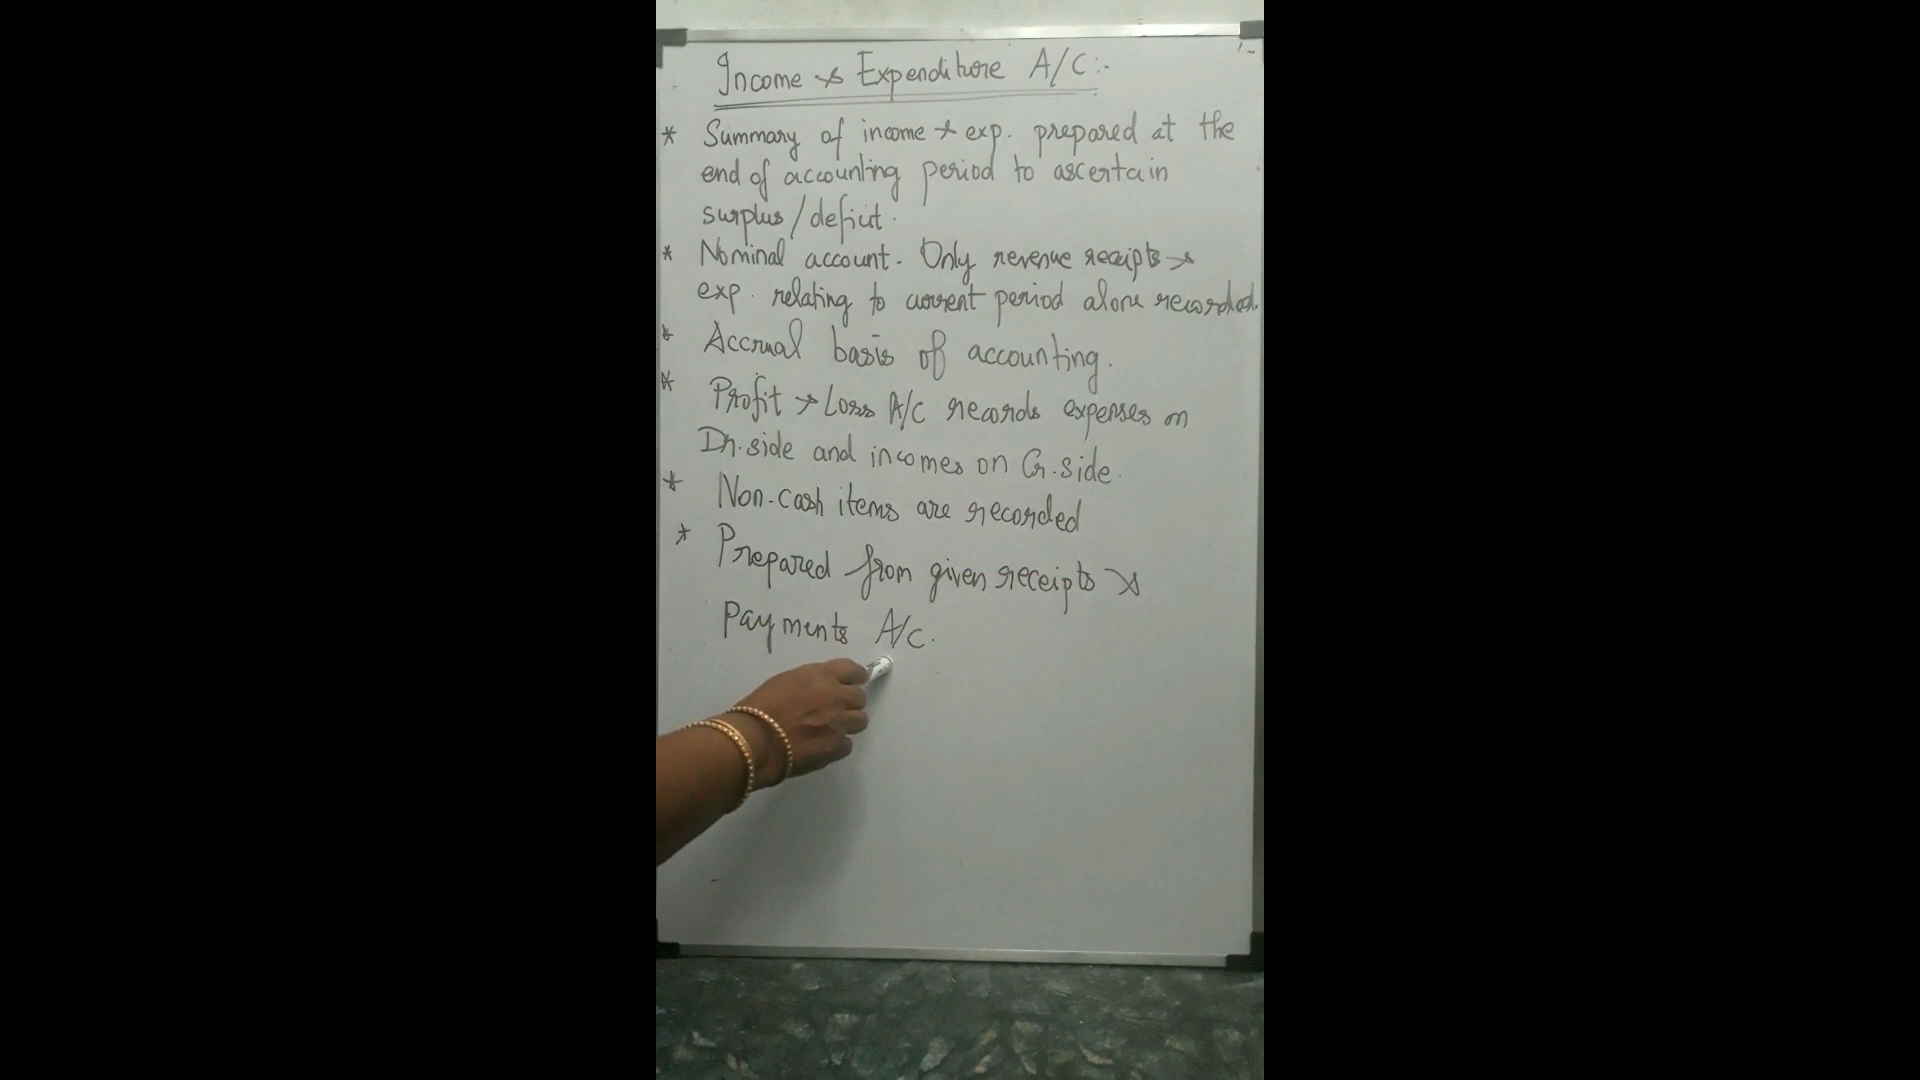 Income & Expenditure A/C:-
* Summary of income & exp. prepared at the
end of accounting period to ascertain
surplus/deficit.
* Nominal account. Only revenue receipts &
exp. relating to current period alone recorded.
* Accrual basis of accounting.
* Profit & Loss A/C records expenses on
Dr. side and incomes on Cr. side.
* Non-cash items are recorded
* Prepared from given receipts &
Payments A/C.